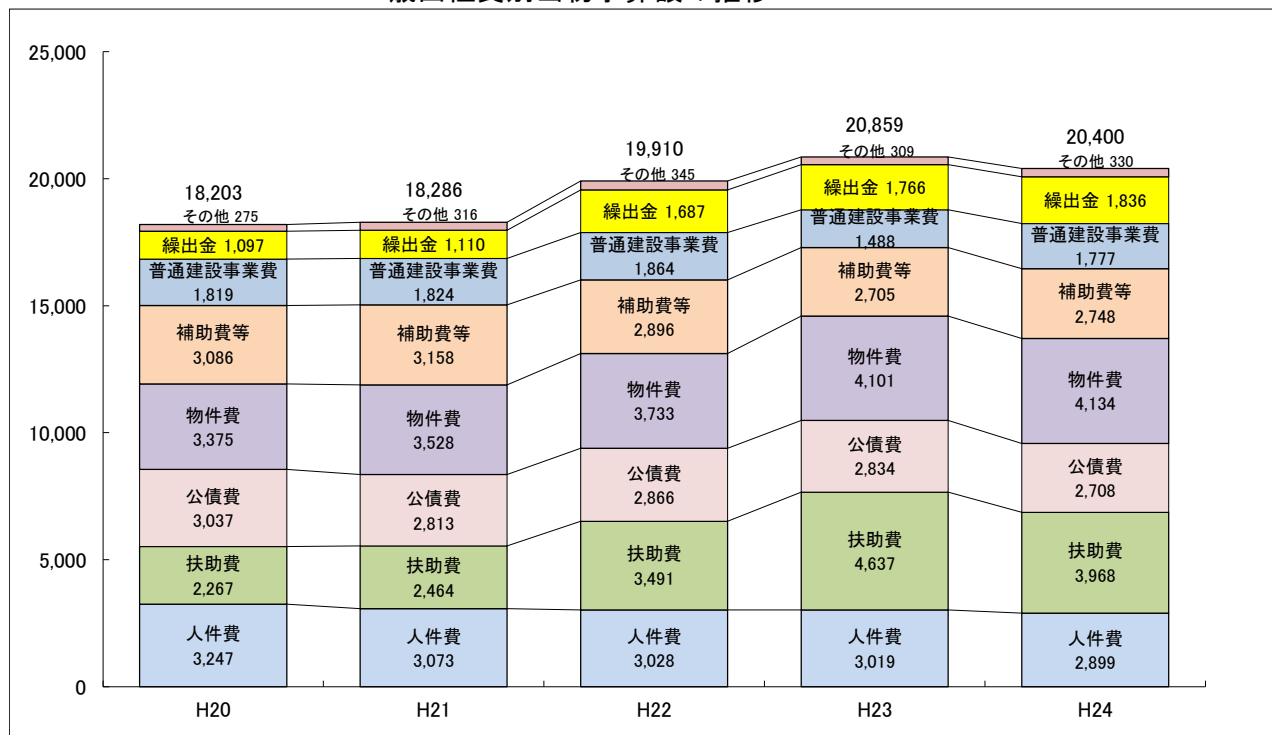 25,000
20,000
15,000
10,000
5,000
0
18,203
その他 275
繰出金 1,097
普通建設事業費
1,819
補助費等
3,086
物件費
3,375
公債費
3,037
扶助費
2,267
人件費
3,247
H20
18,286
その他 316
繰出金 1,110
普通建設事業費
1,824
補助費等
3,158
物件費
3,528
公債費
2,813
扶助費
2,464
人件費
3,073
H21
19,910
その他 345
繰出金 1,687
普通建設事業費
1,864
補助費等
2,896
物件費
3,733
公債費
2,866
扶助費
3,491
人件費
3,028
H22
20,859
その他 309
繰出金 1,766
普通建設事業費
1,488
補助費等
2,705
物件費
4,101
公債費
2,834
扶助費
4,637
人件費
3,019
H23
20,400
その他 330
繰出金 1,836
普通建設事業費
1,777
補助費等
2,748
物件費
4,134
公債費
2,708
扶助費
3,968
人件費
2,899
H24